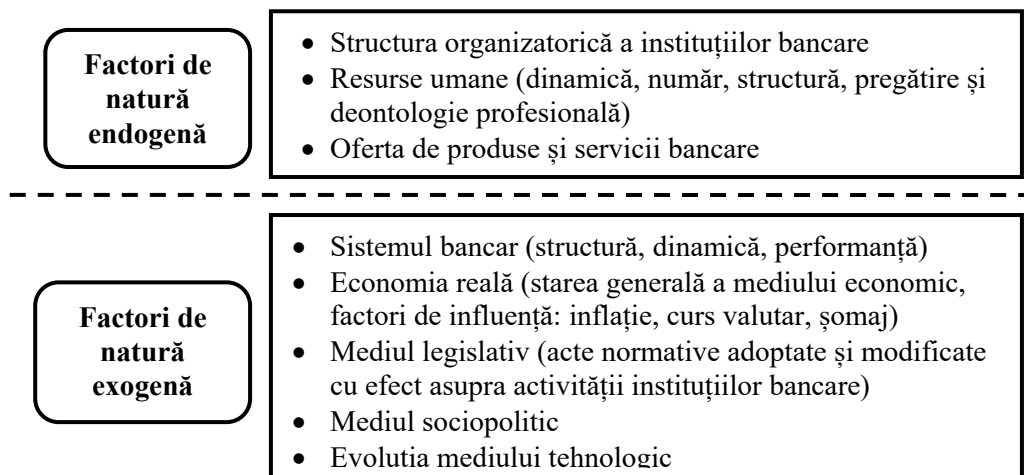 Factori de
natură
endogenă
• Structura organizatorică a instituțiilor bancare
• Resurse umane (dinamică, număr, structură, pregătire și
deontologie profesională)
• Oferta de produse și servicii bancare
Factori de
natură
exogenă
• Sistemul bancar (structură, dinamică, performanță)
• Economia reală (starea generală a mediului economic,
factori de influență: inflație, curs valutar, șomaj)
• Mediul legislativ (acte normative adoptate și modificate
cu efect asupra activității instituțiilor bancare)
• Mediul sociopolitic
• Evoluția mediului tehnologic